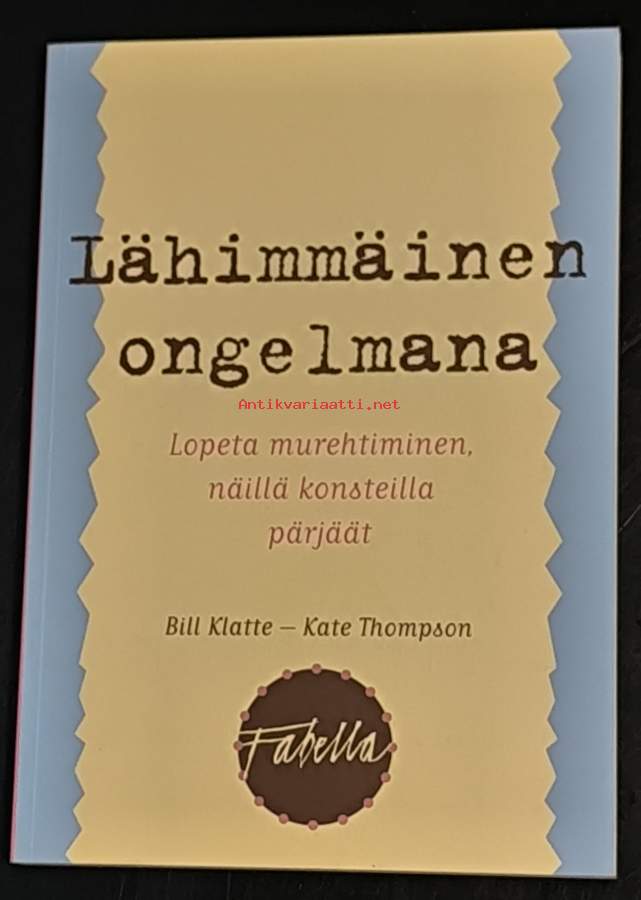 Lähimmäinen
ongelmana
Antikvariaatti.net
Lopeta murehtiminen,
näillä konsteilla
pärjäät
Bill Klatte – Kate Thompson
Fabella